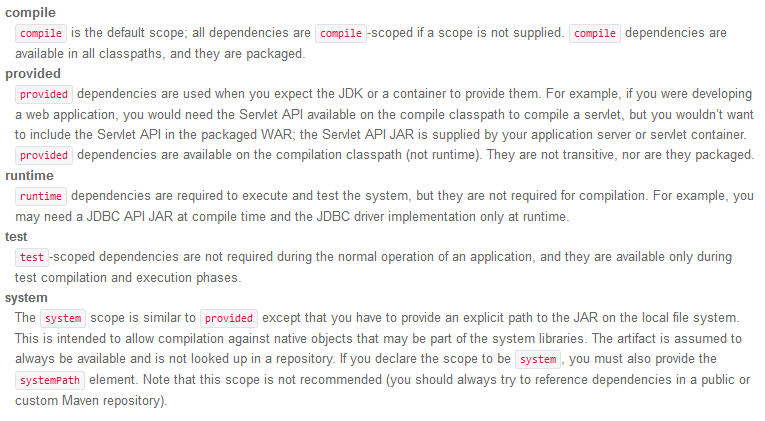 compile
compile is the default scope; all dependencies are compile-scoped if a scope is not supplied. compile dependencies are
available in all classpaths, and they are packaged.
provided
provided dependencies are used when you expect the JDK or a container to provide them. For example, if you were developing
a web application, you would need the Servlet API available on the compile classpath to compile a servlet, but you wouldn't want
to include the Servlet API in the packaged WAR; the Servlet API JAR is supplied by your application server or servlet container.
provided dependencies are available on the compilation classpath (not runtime). They are not transitive, nor are they packaged.
runtime
runtime dependencies are required to execute and test the system, but they are not required for compilation. For example, you
may need a JDBC API JAR at compile time and the JDBC driver implementation only at runtime.
test
test-scoped dependencies are not required during the normal operation of an application, and they are available only during
test compilation and execution phases.
system
The system scope is similar to provided except that you have to provide an explicit path to the JAR on the local file system.
This is intended to allow compilation against native objects that may be part of the system libraries. The artifact is assumed to
always be available and is not looked up in a repository. If you declare the scope to be system, you must also provide the
systemPath element. Note that this scope is not recommended (you should always try to reference dependencies in a public or
custom Maven repository).